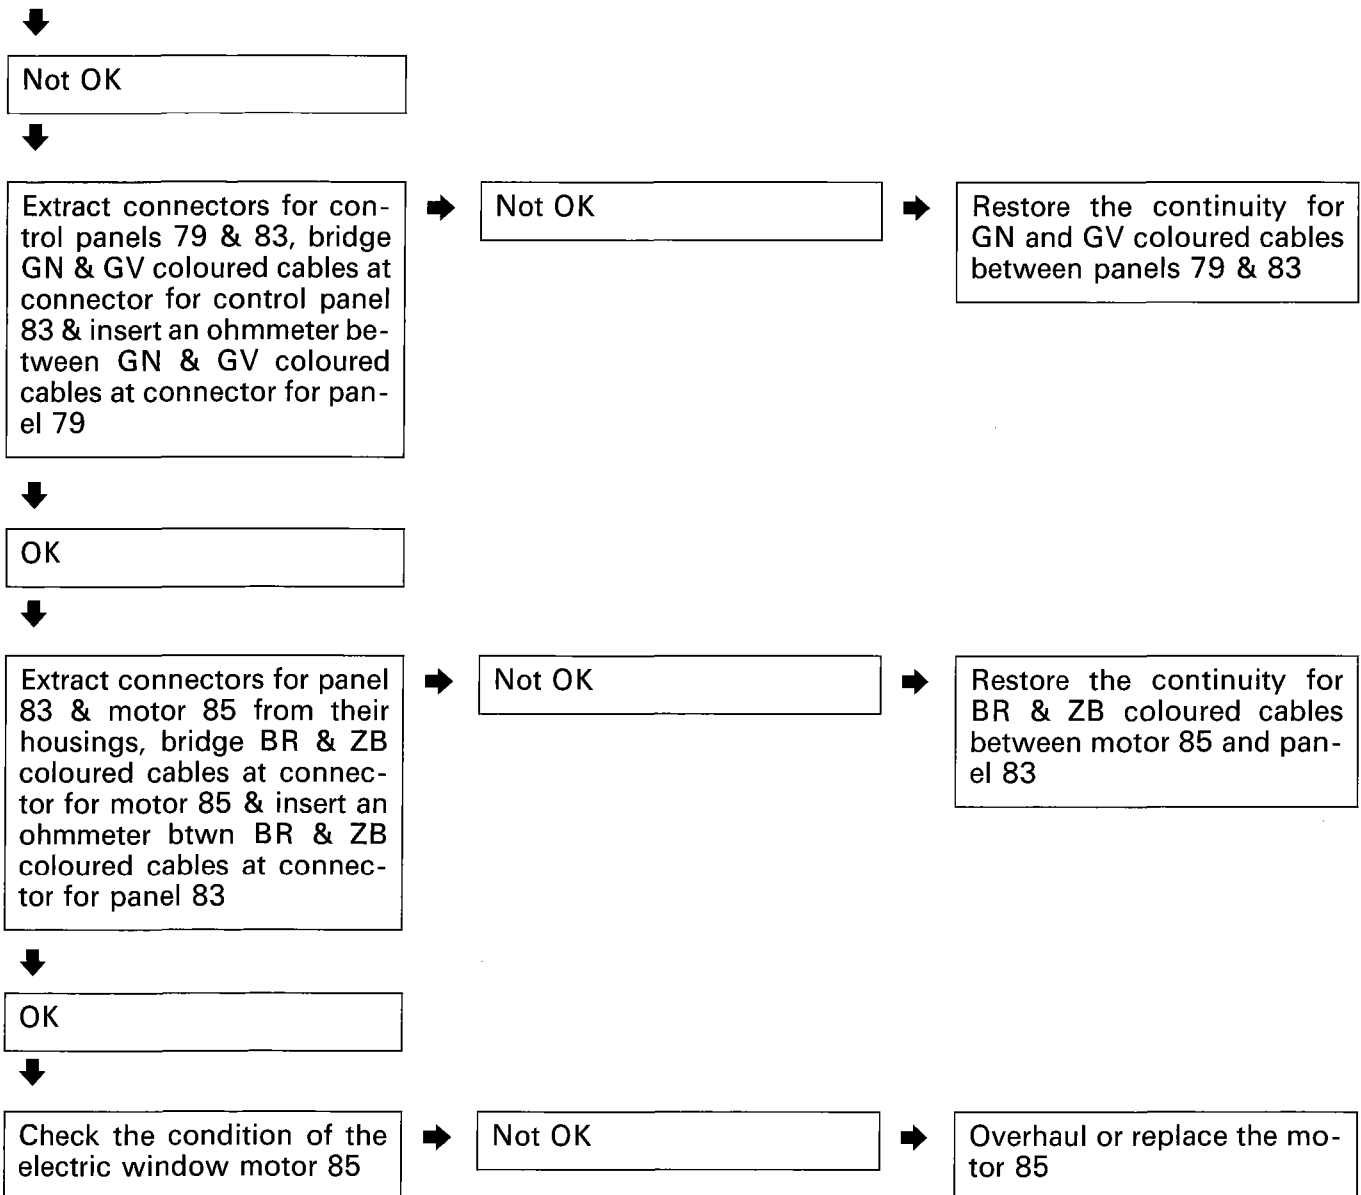 Not OK
Extract connectors for con-
trol panels 79 & 83, bridge
GN & GV coloured cables at
connector for control panel
83 & insert an ohmmeter be-
tween GN & GV coloured
cables at connector for pan-
el 79
Not OK
Restore the continuity for
GN and GV coloured cables
between panels 79 & 83
OK
Extract connectors for panel
83 & motor 85 from their
housings, bridge BR & ZB
coloured cables at connec-
tor for motor 85 & insert an
ohmmeter btwn BR & ZB
coloured cables at connec-
tor for panel 83
Not OK
Restore the continuity for
BR & ZB coloured cables
between motor 85 and pan-
el 83
OK
Check the condition of the
electric window motor 85
Not OK
Overhaul or replace the mo-
tor 85